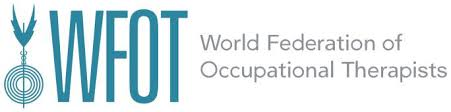 WFOT
World Federation of
Occupational Therapists